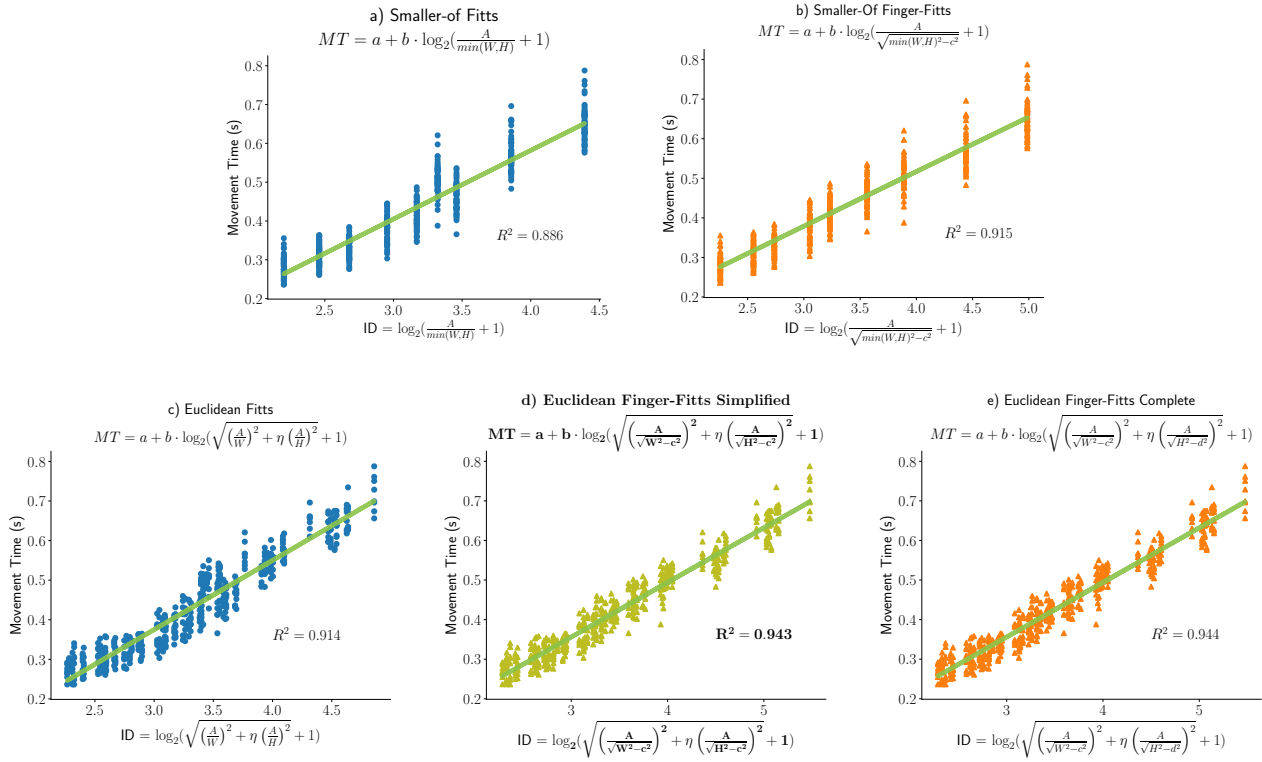 a) Smaller-of Fitts
MT = a + b · log₂(A/min(W,H) + 1)
0.8
0.7
0.6
0.5
0.4
0.3
0.2
Movement Time (s)
R² = 0.886
2.5 3.0 3.5 4.0 4.5
ID = log₂(A/min(W,H) + 1)
b) Smaller-Of Finger-Fitts
MT = a + b · log₂(A/√(min(W,H)²−c²) + 1)
0.8
0.7
0.6
0.5
0.4
0.3
0.2
Movement Time (s)
R² = 0.915
2.5 3.0 3.5 4.0 4.5 5.0
ID = log₂(A/√(min(W,H)²−c²) + 1)
c) Euclidean Fitts
MT = a + b · log₂(√((A/W)² + η (A/H)²) + 1)
0.8
0.7
0.6
0.5
0.4
0.3
0.2
Movement Time (s)
R² = 0.914
2.5 3.0 3.5 4.0 4.5
ID = log₂(√((A/W)² + η (A/H)²) + 1)
d) Euclidean Finger-Fitts Simplified
MT = a + b · log₂(√((A/√(W²−c²))² + η (A/√(H²−c²))²) + 1)
0.8
0.7
0.6
0.5
0.4
0.3
0.2
Movement Time (s)
R² = 0.943
3 4 5
ID = log₂(√((A/√(W²−c²))² + η (A/√(H²−c²))²) + 1)
e) Euclidean Finger-Fitts Complete
MT = a + b · log₂(√((A/√(W²−c²))² + η (A/√(H²−d²))²) + 1)
0.8
0.7
0.6
0.5
0.4
0.3
0.2
Movement Time (s)
R² = 0.944
3 4 5
ID = log₂(√((A/√(W²−c²))² + η (A/√(H²−d²))²) + 1)